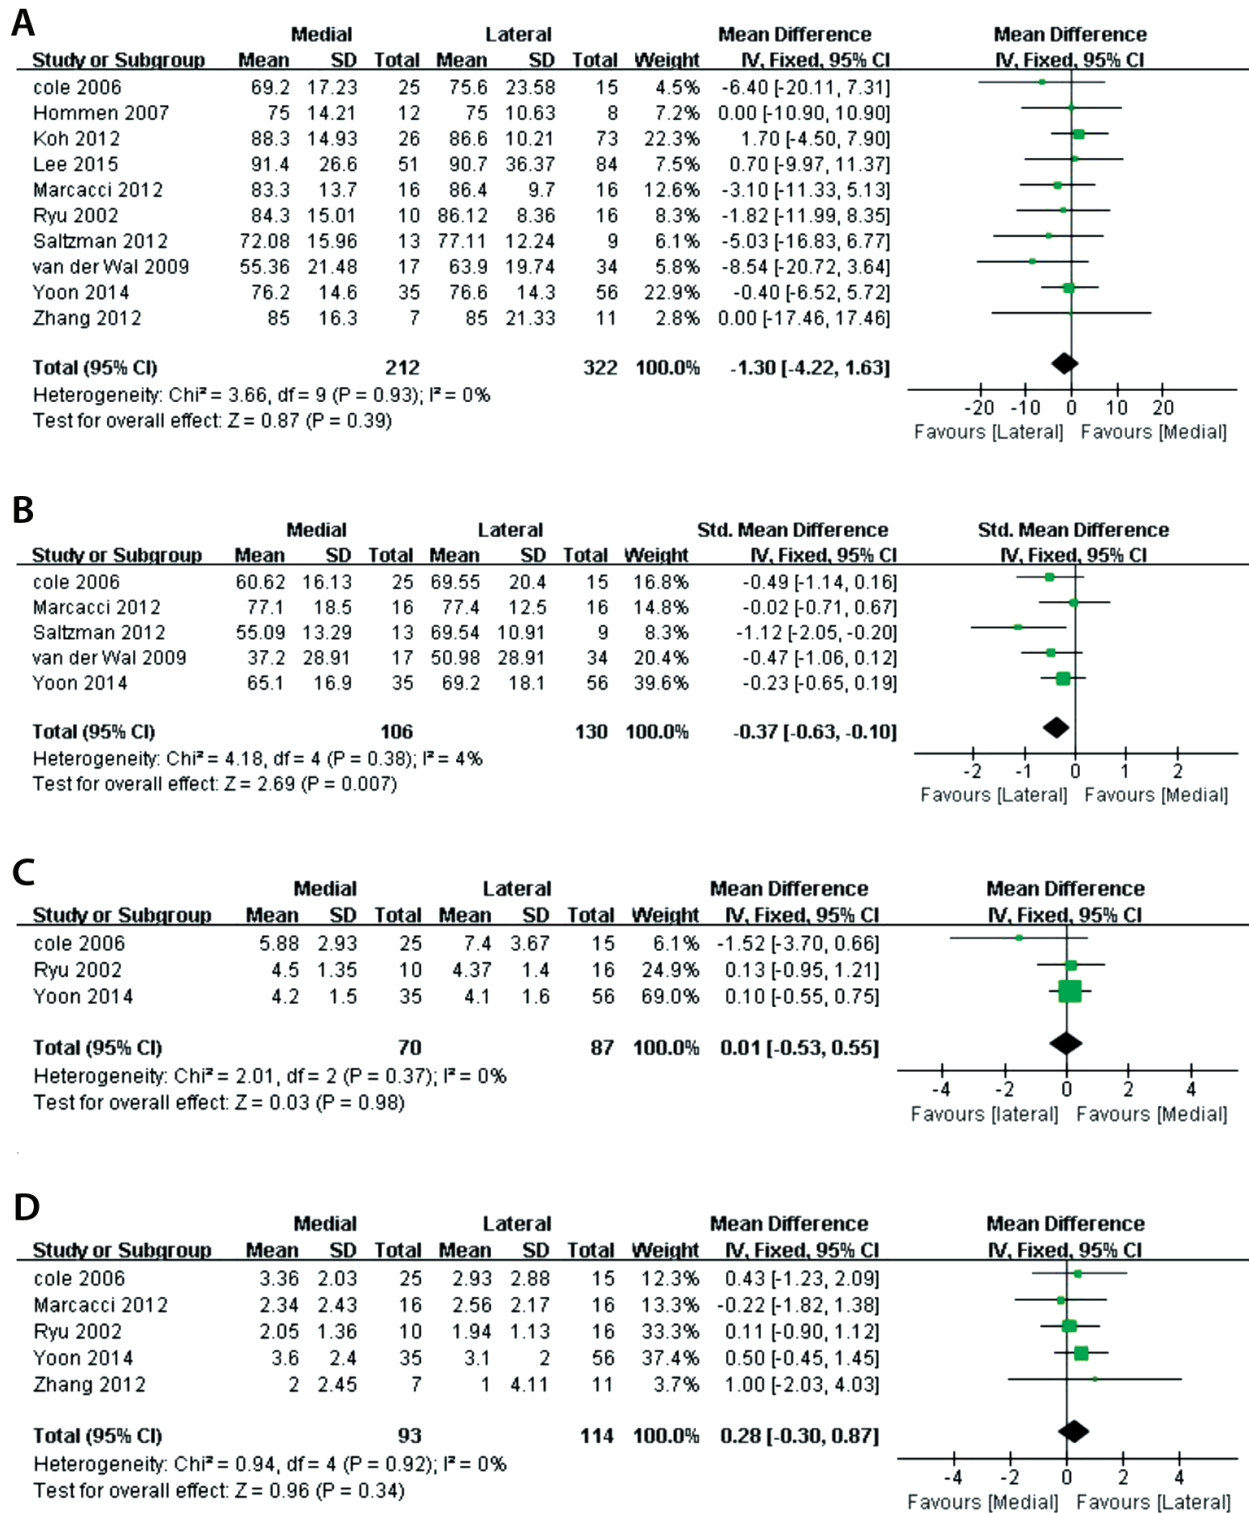 A
Medial Lateral Mean Difference Mean Difference
Study or Subgroup Mean SD Total Mean SD Total Weight IV, Fixed, 95% CI IV, Fixed, 95% CI
cole 2006 69.2 17.23 25 75.6 23.58 15 4.5% -6.40 [-20.11, 7.31]
Hommen 2007 75 14.21 12 75 10.63 8 7.2% 0.00 [-10.90, 10.90]
Koh 2012 88.3 14.93 26 86.6 10.21 73 22.3% 1.70 [-4.50, 7.90]
Lee 2015 91.4 26.6 51 90.7 36.37 84 7.5% 0.70 [-9.97, 11.37]
Marcacci 2012 83.3 13.7 16 86.4 9.7 16 12.6% -3.10 [-11.33, 5.13]
Ryu 2002 84.3 15.01 10 86.12 8.36 16 8.3% -1.82 [-11.99, 8.35]
Saltzman 2012 72.08 15.96 13 77.11 12.24 9 6.1% -5.03 [-16.83, 6.77]
van der Wal 2009 55.36 21.48 17 63.9 19.74 34 5.8% -8.54 [-20.72, 3.64]
Yoon 2014 76.2 14.6 35 76.6 14.3 56 22.9% -0.40 [-6.52, 5.72]
Zhang 2012 85 16.3 7 85 21.33 11 2.8% 0.00 [-17.46, 17.46]
Total (95% CI) 212 322 100.0% -1.30 [-4.22, 1.63]
Heterogeneity: Chi² = 3.66, df = 9 (P = 0.93); I² = 0%
Test for overall effect: Z = 0.87 (P = 0.39)
-20 -10 0 10 20
Favours [Lateral] Favours [Medial]
B
Medial Lateral Std. Mean Difference Std. Mean Difference
Study or Subgroup Mean SD Total Mean SD Total Weight IV, Fixed, 95% CI IV, Fixed, 95% CI
cole 2006 60.62 16.13 25 69.55 20.4 15 16.8% -0.49 [-1.14, 0.16]
Marcacci 2012 77.1 18.5 16 77.4 12.5 16 14.8% -0.02 [-0.71, 0.67]
Saltzman 2012 55.09 13.29 13 69.54 10.91 9 8.3% -1.12 [-2.05, -0.20]
van der Wal 2009 37.2 28.91 17 50.98 28.91 34 20.4% -0.47 [-1.06, 0.12]
Yoon 2014 65.1 16.9 35 69.2 18.1 56 39.6% -0.23 [-0.65, 0.19]
Total (95% CI) 106 130 100.0% -0.37 [-0.63, -0.10]
Heterogeneity: Chi² = 4.18, df = 4 (P = 0.38); I² = 4%
Test for overall effect: Z = 2.69 (P = 0.007)
-2 -1 0 1 2
Favours [Lateral] Favours [Medial]
C
Medial Lateral Mean Difference Mean Difference
Study or Subgroup Mean SD Total Mean SD Total Weight IV, Fixed, 95% CI IV, Fixed, 95% CI
cole 2006 5.88 2.93 25 7.4 3.67 15 6.1% -1.52 [-3.70, 0.66]
Ryu 2002 4.5 1.35 10 4.37 1.4 16 24.9% 0.13 [-0.95, 1.21]
Yoon 2014 4.2 1.5 35 4.1 1.6 56 69.0% 0.10 [-0.55, 0.75]
Total (95% CI) 70 87 100.0% 0.01 [-0.53, 0.55]
Heterogeneity: Chi² = 2.01, df = 2 (P = 0.37); I² = 0%
Test for overall effect: Z = 0.03 (P = 0.98)
-4 -2 0 2 4
Favours [lateral] Favours [Medial]
D
Medial Lateral Mean Difference Mean Difference
Study or Subgroup Mean SD Total Mean SD Total Weight IV, Fixed, 95% CI IV, Fixed, 95% CI
cole 2006 3.36 2.03 25 2.93 2.88 15 12.3% 0.43 [-1.23, 2.09]
Marcacci 2012 2.34 2.43 16 2.56 2.17 16 13.3% -0.22 [-1.82, 1.38]
Ryu 2002 2.05 1.36 10 1.94 1.13 16 33.3% 0.11 [-0.90, 1.12]
Yoon 2014 3.6 2.4 35 3.1 2 56 37.4% 0.50 [-0.45, 1.45]
Zhang 2012 2 2.45 7 1 4.11 11 3.7% 1.00 [-2.03, 4.03]
Total (95% CI) 93 114 100.0% 0.28 [-0.30, 0.87]
Heterogeneity: Chi² = 0.94, df = 4 (P = 0.92); I² = 0%
Test for overall effect: Z = 0.96 (P = 0.34)
-4 -2 0 2 4
Favours [Medial] Favours [Lateral]